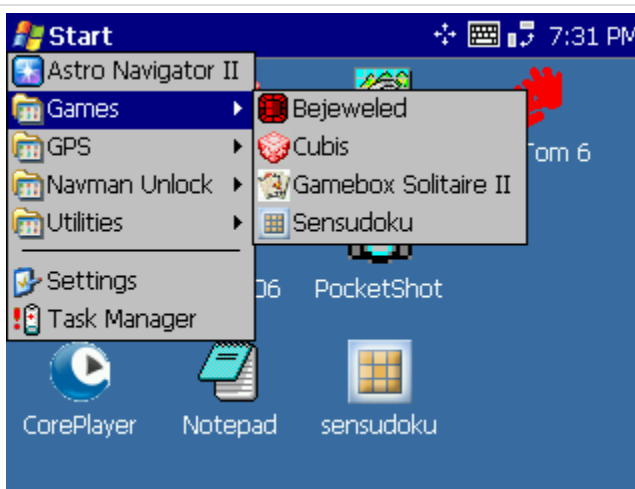 Start
7:31 PM
Astro Navigator II
Games
Bejeweled
GPS
Cubis
Tom 6
Navman Unlock
Gamebox Solitaire II
Utilities
Sensudoku
Settings
06
PocketShot
Task Manager
CorePlayer
Notepad
sensudoku